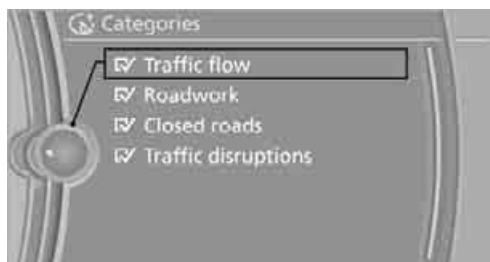 Categories
Traffic flow
Roadwork
Closed roads
Traffic disruptions